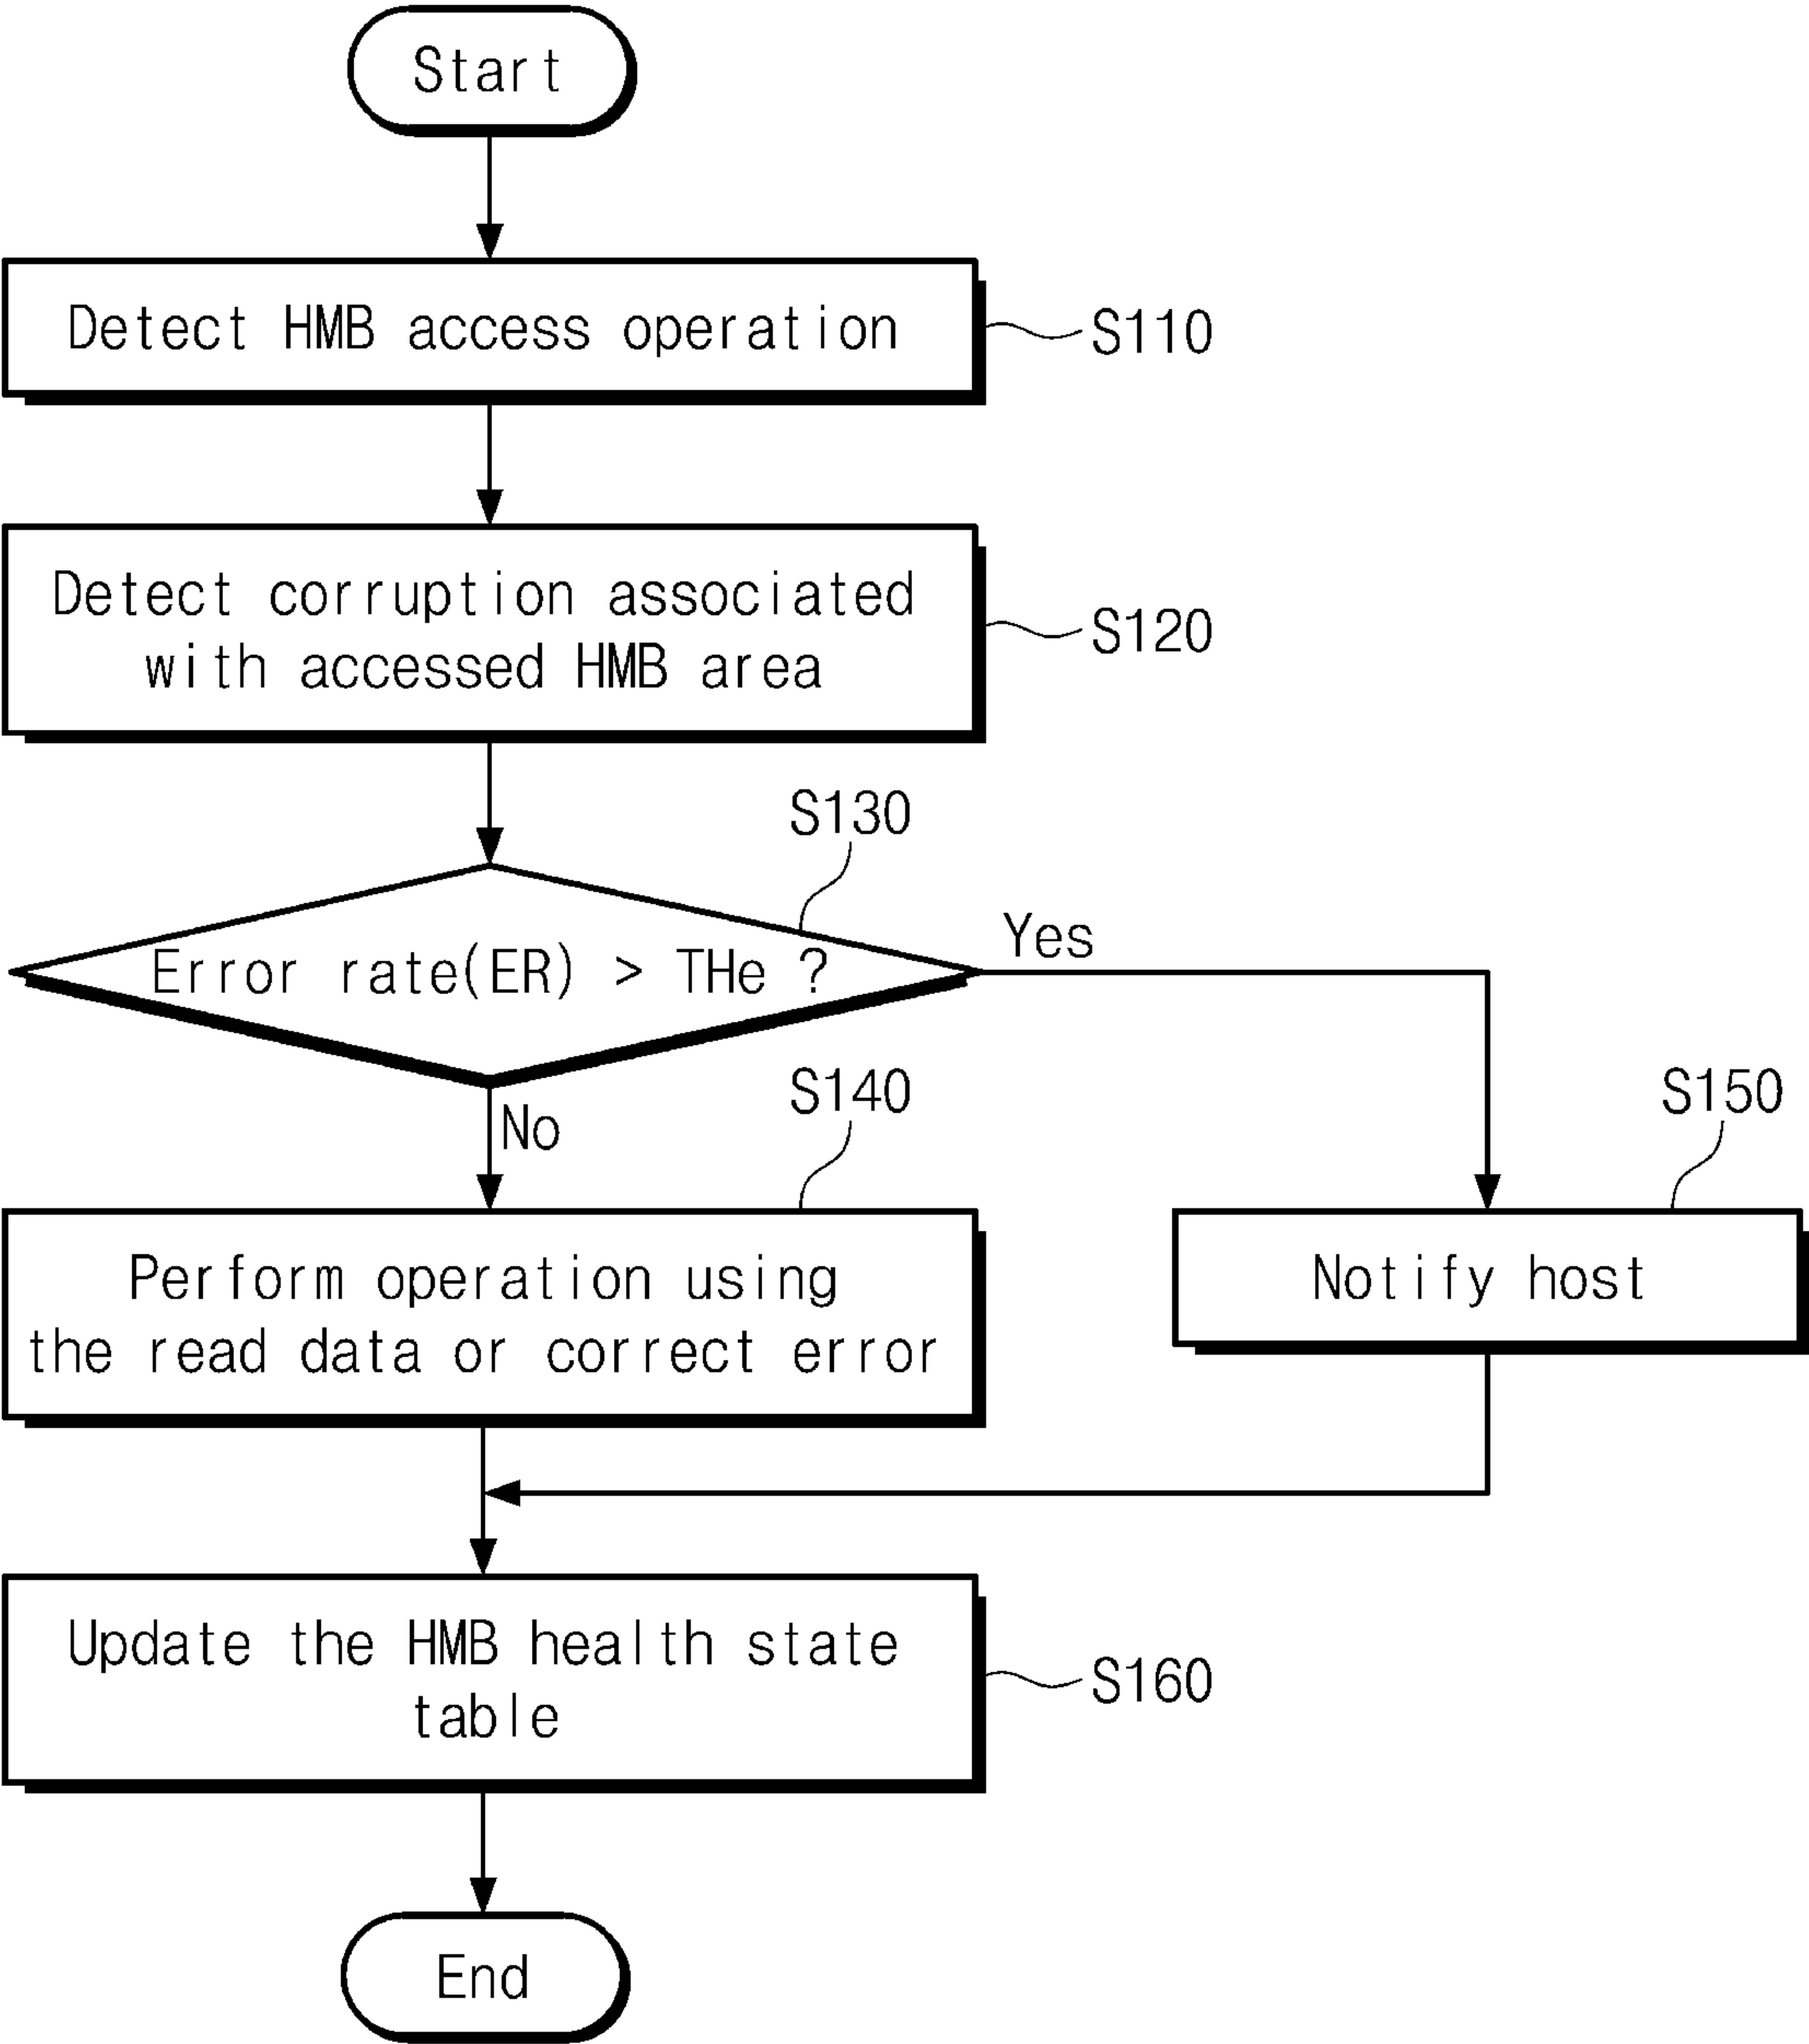 Start
Detect HMB access operation
S110
Detect corruption associated
with accessed HMB area
S120
S130
Error rate(ER) > THe ?
Yes
No
S140
S150
Perform operation using
the read data or correct error
Notify host
Update the HMB health state
table
S160
End